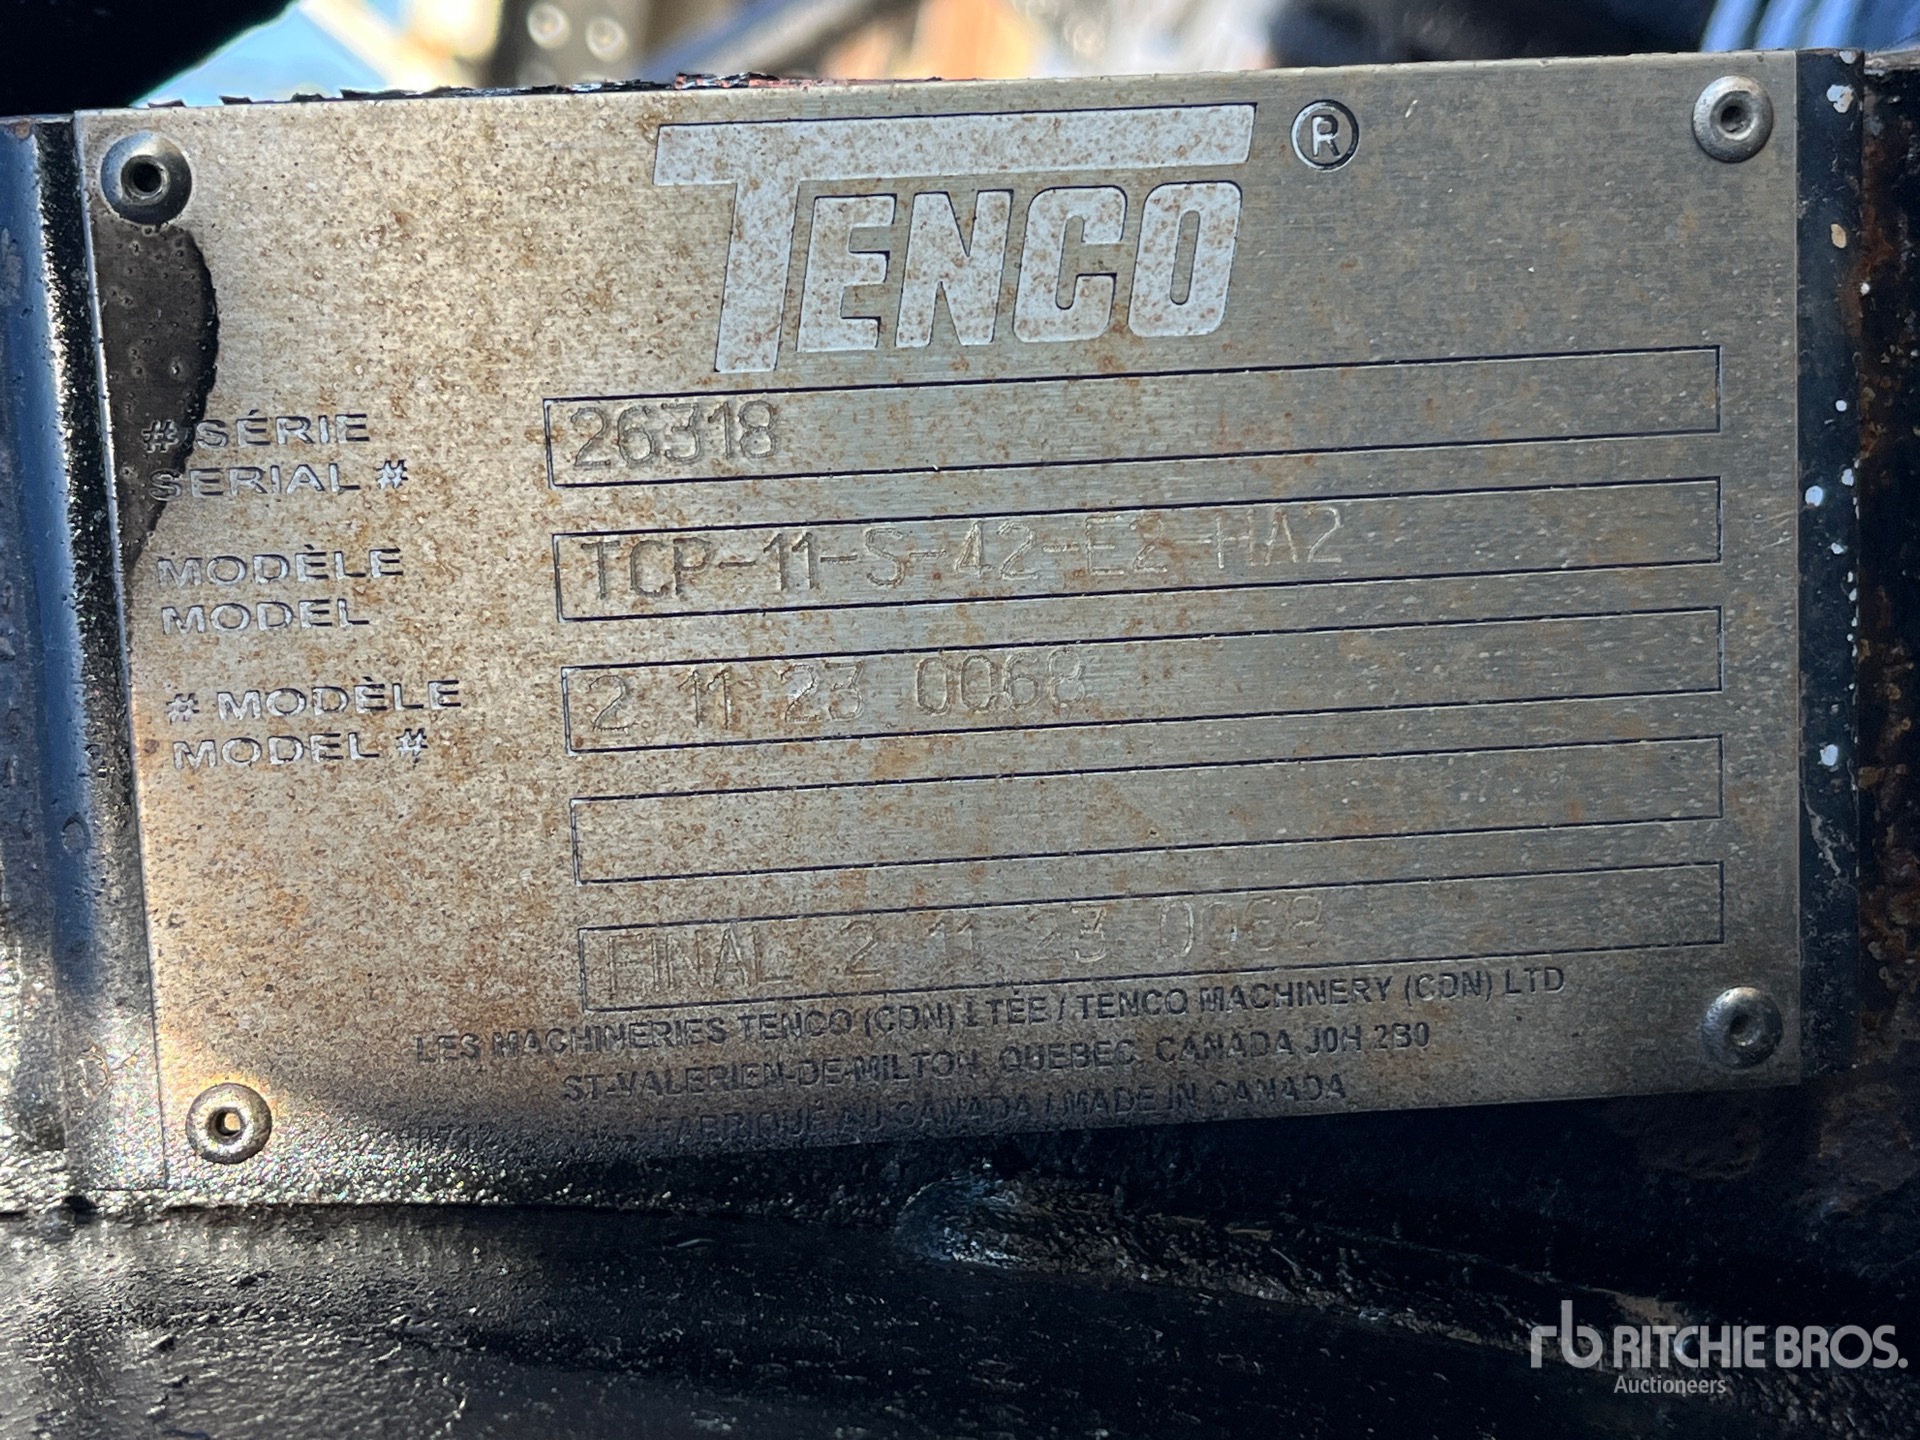 TENCO ®
# SÉRIE
SERIAL # 26318
MODÈLE
MODEL TCP-11-S-42-E2-HA2
# MODÈLE
MODEL # 2 11 23 0068
FINAL 2 11 23 0068
LES MACHINERIES TENCO (CDN) LTÉE / TENCO MACHINERY (CDN) LTD
ST-VALERIEN-DE-MILTON, QUEBEC, CANADA J0H 2B0
FABRIQUE AU CANADA / MADE IN CANADA
rb RITCHIE BROS.
Auctioneers